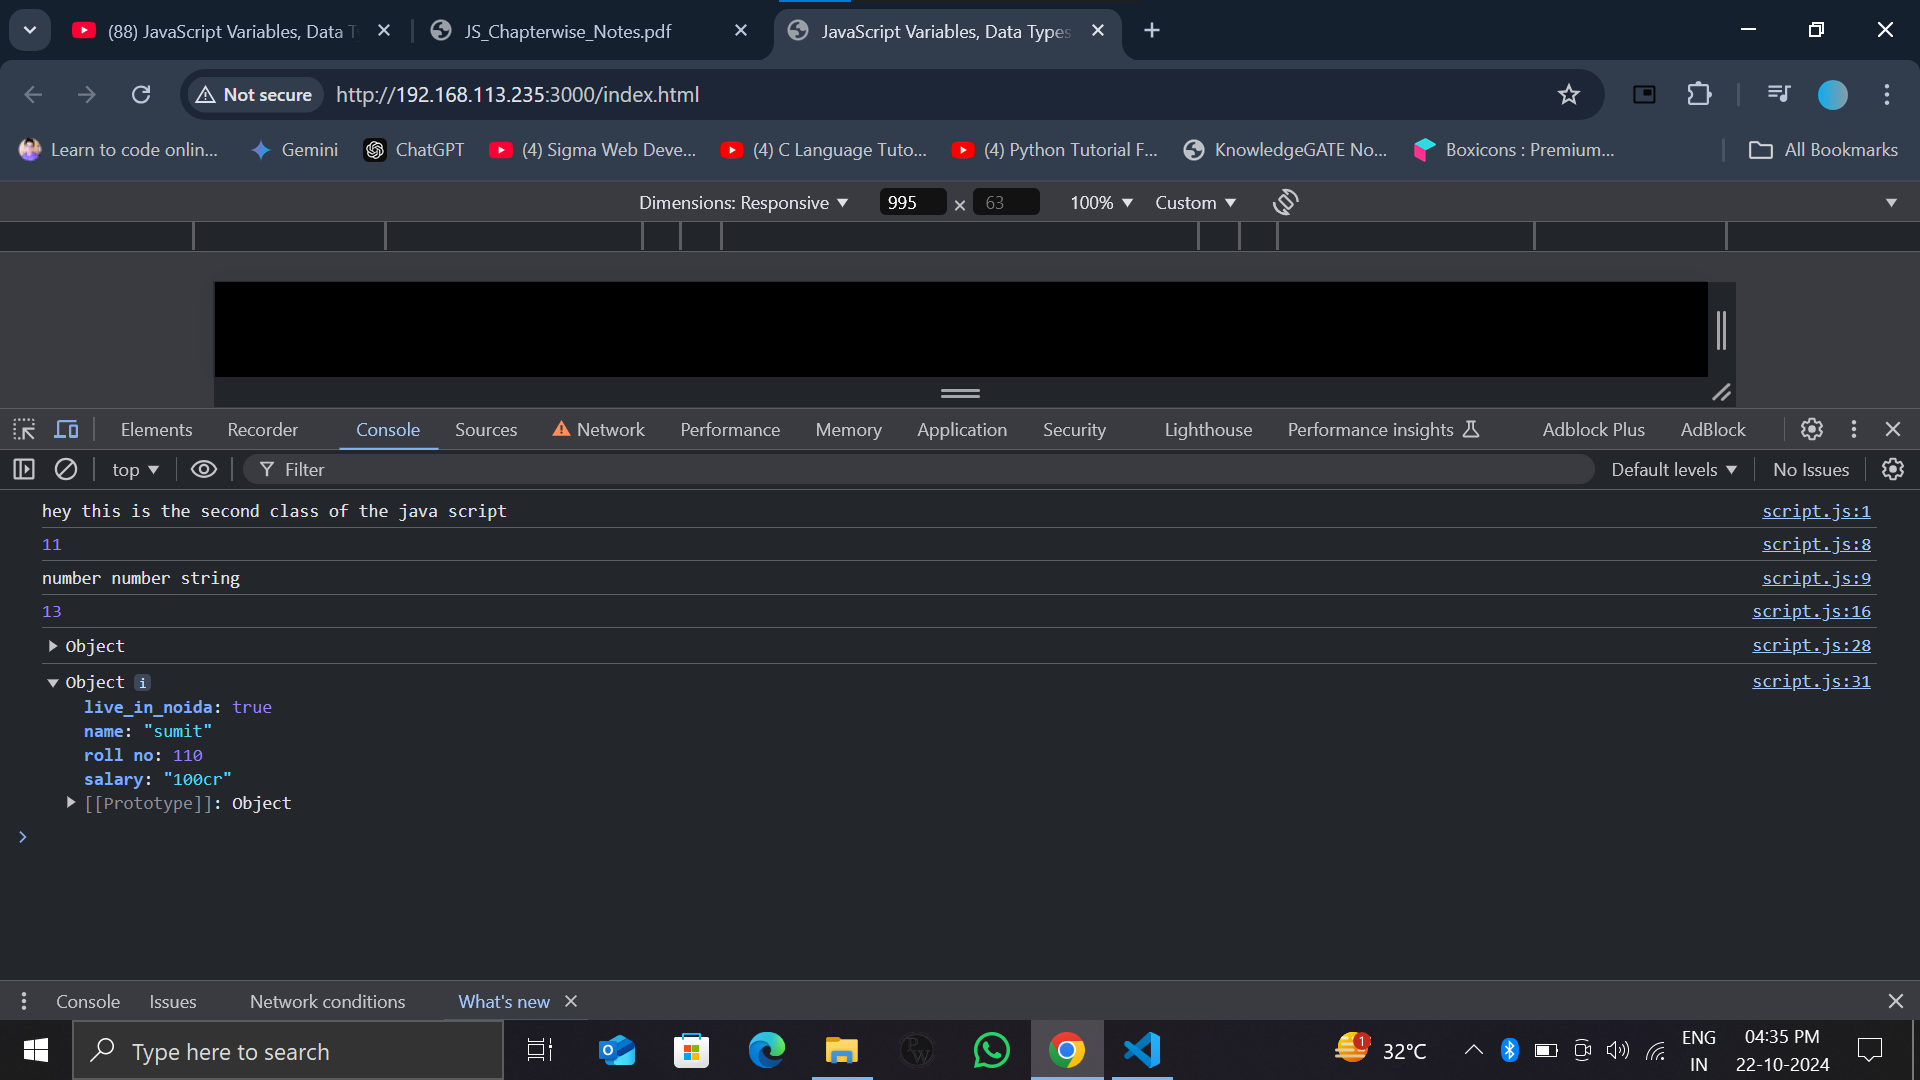 (88) JavaScript Variables, Data T
JS_Chapterwise_Notes.pdf
JavaScript Variables, Data Types
Not secure
http://192.168.113.235:3000/index.html
Learn to code onlin...
Gemini
ChatGPT
(4) Sigma Web Deve...
(4) C Language Tuto...
(4) Python Tutorial F...
KnowledgeGATE No...
Boxicons : Premium...
All Bookmarks
Dimensions: Responsive 995 × 63 100% Custom
Elements Recorder Console Sources Network Performance Memory Application Security Lighthouse Performance insights Adblock Plus AdBlock
top Filter Default levels No Issues
hey this is the second class of the java script script.js:1
11 script.js:8
number number string script.js:9
13 script.js:16
Object script.js:28
Object i script.js:31
live_in_noida: true
name: "sumit"
roll no: 110
salary: "100cr"
[[Prototype]]: Object
Console Issues Network conditions What's new
Type here to search
PW
1
32°C
ENG
IN
04:35 PM
22-10-2024